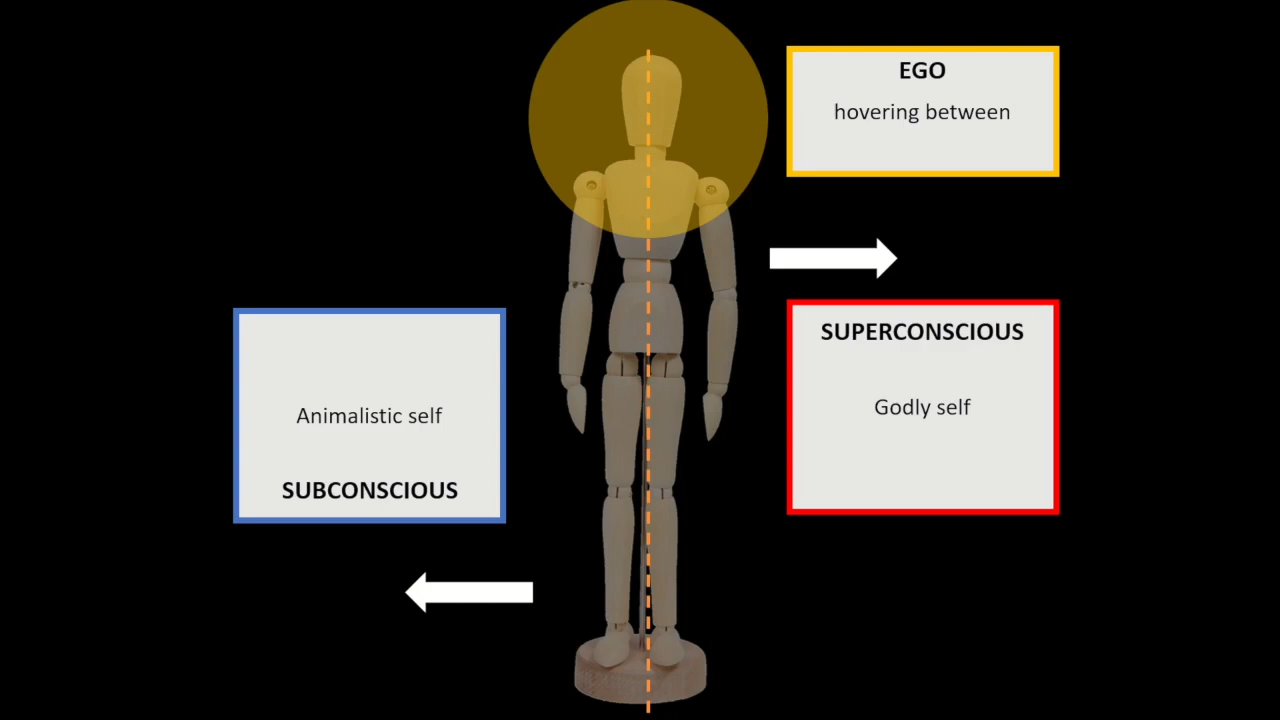 EGO
hovering between
SUPERCONSCIOUS
Godly self
Animalistic self
SUBCONSCIOUS